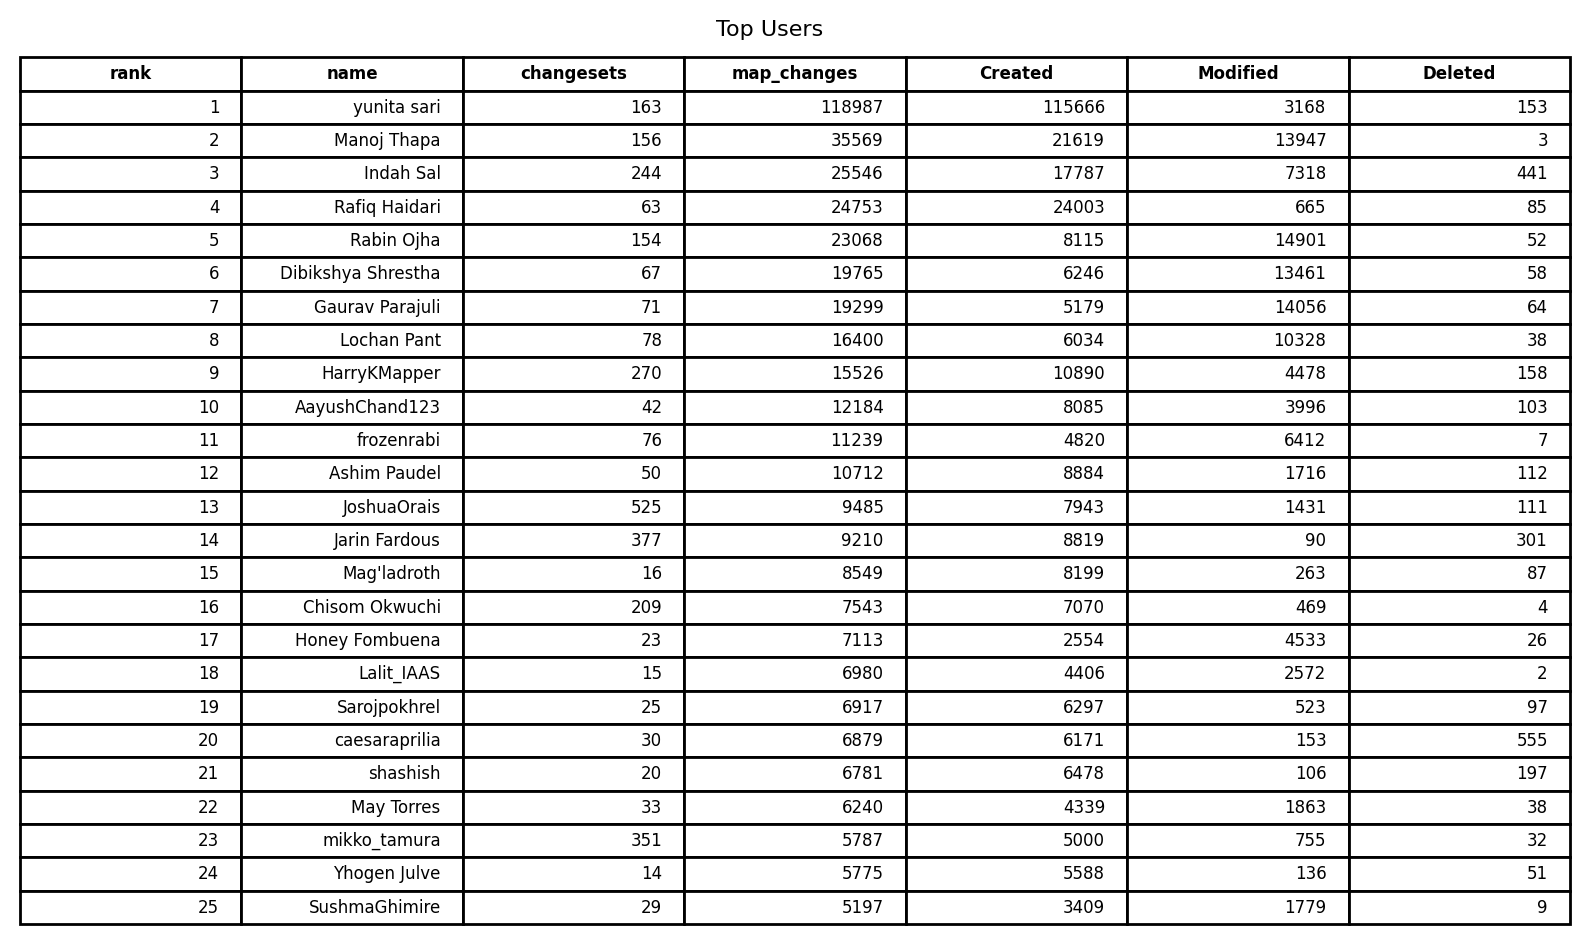 Top Users
rank name changesets map_changes Created Modified Deleted
1 yunita sari 163 118987 115666 3168 153
2 Manoj Thapa 156 35569 21619 13947 3
3 Indah Sal 244 25546 17787 7318 441
4 Rafiq Haidari 63 24753 24003 665 85
5 Rabin Ojha 154 23068 8115 14901 52
6 Dibikshya Shrestha 67 19765 6246 13461 58
7 Gaurav Parajuli 71 19299 5179 14056 64
8 Lochan Pant 78 16400 6034 10328 38
9 HarryKMapper 270 15526 10890 4478 158
10 AayushChand123 42 12184 8085 3996 103
11 frozenrabi 76 11239 4820 6412 7
12 Ashim Paudel 50 10712 8884 1716 112
13 JoshuaOrais 525 9485 7943 1431 111
14 Jarin Fardous 377 9210 8819 90 301
15 Mag'ladroth 16 8549 8199 263 87
16 Chisom Okwuchi 209 7543 7070 469 4
17 Honey Fombuena 23 7113 2554 4533 26
18 Lalit_IAAS 15 6980 4406 2572 2
19 Sarojpokhrel 25 6917 6297 523 97
20 caesaraprilia 30 6879 6171 153 555
21 shashish 20 6781 6478 106 197
22 May Torres 33 6240 4339 1863 38
23 mikko_tamura 351 5787 5000 755 32
24 Yhogen Julve 14 5775 5588 136 51
25 SushmaGhimire 29 5197 3409 1779 9